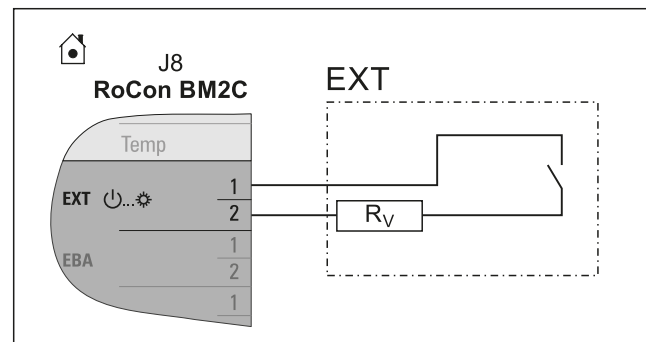 J8
RoCon BM2C
EXT
Temp
EXT ... 1
2
RV
EBA 1
2
1